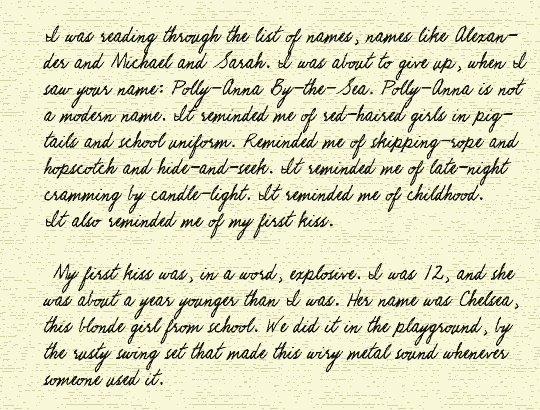 I was reading through the list of names, names like Alexan-
der and Michael and Sarah. I was about to give up, when I
saw your name: Polly-Anna By-the-Sea. Polly-Anna is not
a modern name. It reminded me of red-haired girls in pig-
tails and school uniform. Reminded me of skipping-rope and
hopscotch and hide-and-seek. It reminded me of late-night
cramming by candle-light. It reminded me of childhood.
It also reminded me of my first kiss.
My first kiss was, in a word, explosive. I was 12, and she
was about a year younger than I was. Her name was Chelsea,
this blonde girl from school. We did it in the playground, by
the rusty swing set that made this wiry metal sound whenever
someone used it.